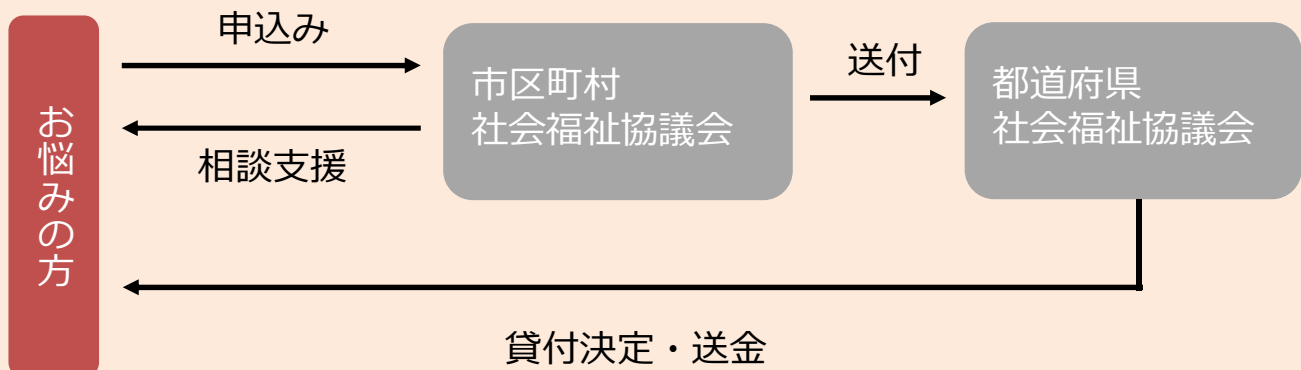 お悩みの方
申込み
相談支援
市区町村
社会福祉協議会
送付
都道府県
社会福祉協議会
貸付決定・送金